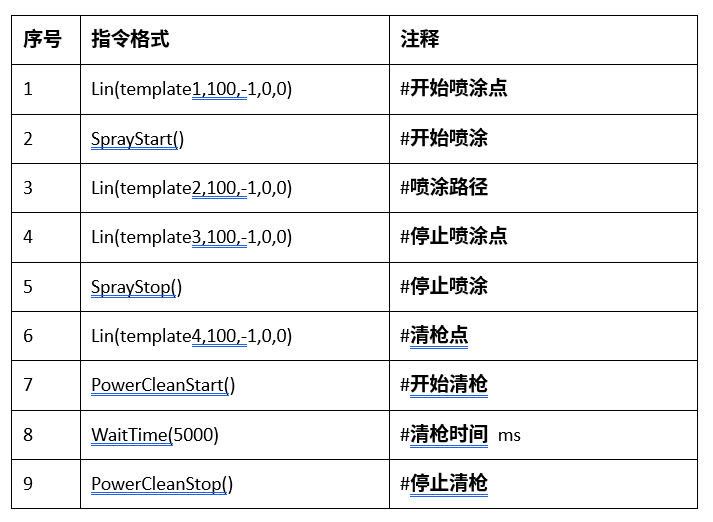 序号 指令格式 注释
1 Lin(template1,100,-1,0,0) #开始喷涂点
2 SprayStart() #开始喷涂
3 Lin(template2,100,-1,0,0) #喷涂路径
4 Lin(template3,100,-1,0,0) #停止喷涂点
5 SprayStop() #停止喷涂
6 Lin(template4,100,-1,0,0) #清枪点
7 PowerCleanStart() #开始清枪
8 WaitTime(5000) #清枪时间 ms
9 PowerCleanStop() #停止清枪